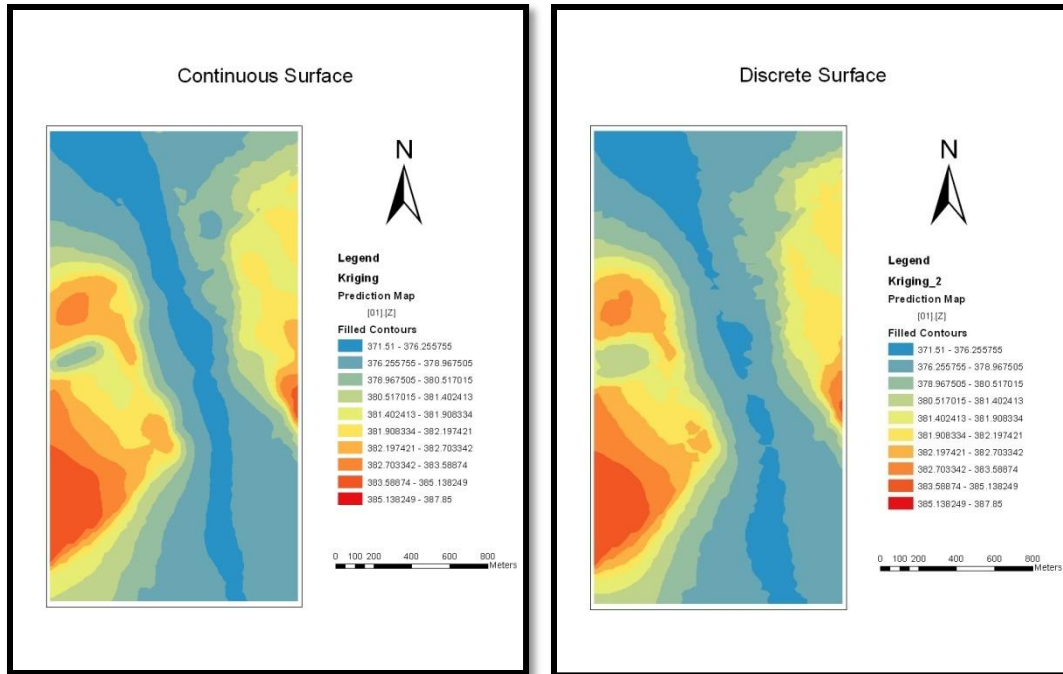 Continuous Surface
N
Legend
Kriging
Prediction Map
[01].[Z]
Filled Contours
371.51 - 376.255755
376.255755 - 378.967505
378.967505 - 380.517015
380.517015 - 381.402413
381.402413 - 381.908334
381.908334 - 382.197421
382.197421 - 382.703342
382.703342 - 383.58874
383.58874 - 385.138249
385.138249 - 387.85
0 100 200 400 600 800
Meters
Discrete Surface
N
Legend
Kriging_2
Prediction Map
[01].[Z]
Filled Contours
371.51 - 376.255755
376.255755 - 378.967505
378.967505 - 380.517015
380.517015 - 381.402413
381.402413 - 381.908334
381.908334 - 382.197421
382.197421 - 382.703342
382.703342 - 383.58874
383.58874 - 385.138249
385.138249 - 387.85
0 100 200 400 600 800
Meters